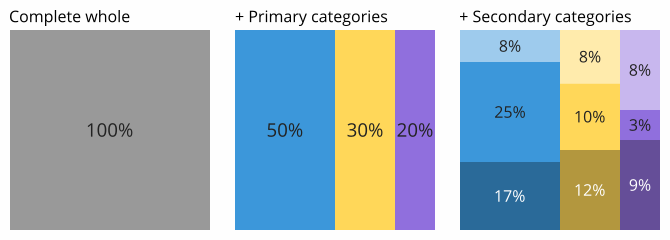 Complete whole
100%
+ Primary categories
50% 30% 20%
+ Secondary categories
8% 8% 8%
25% 10% 3%
17% 12% 9%